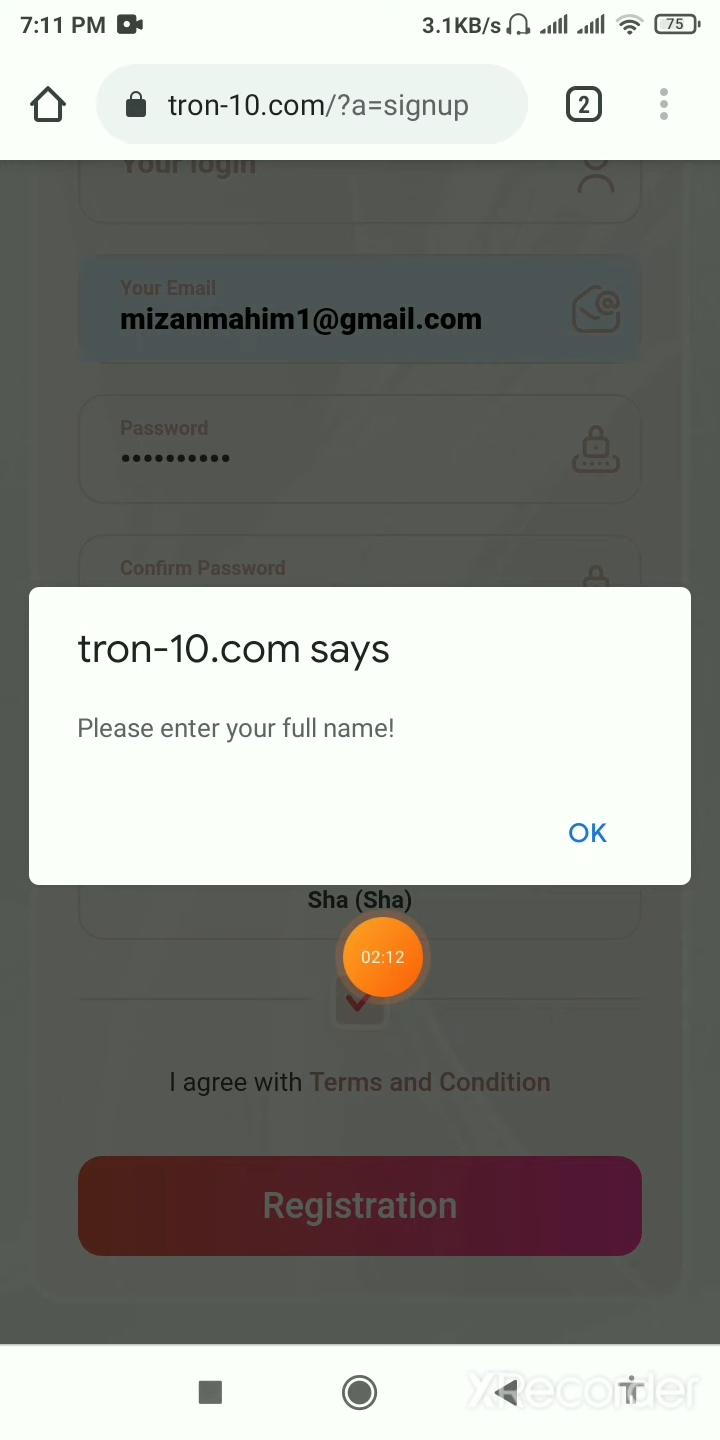 7:11 PM
3.1KB/s
75
tron-10.com/?a=signup
2
Your login
Your Email
mizanmahim1@gmail.com
Password
••••••••••
Confirm Password
tron-10.com says
Please enter your full name!
OK
Sha (Sha)
02:12
I agree with Terms and Condition
Registration
XRecorder